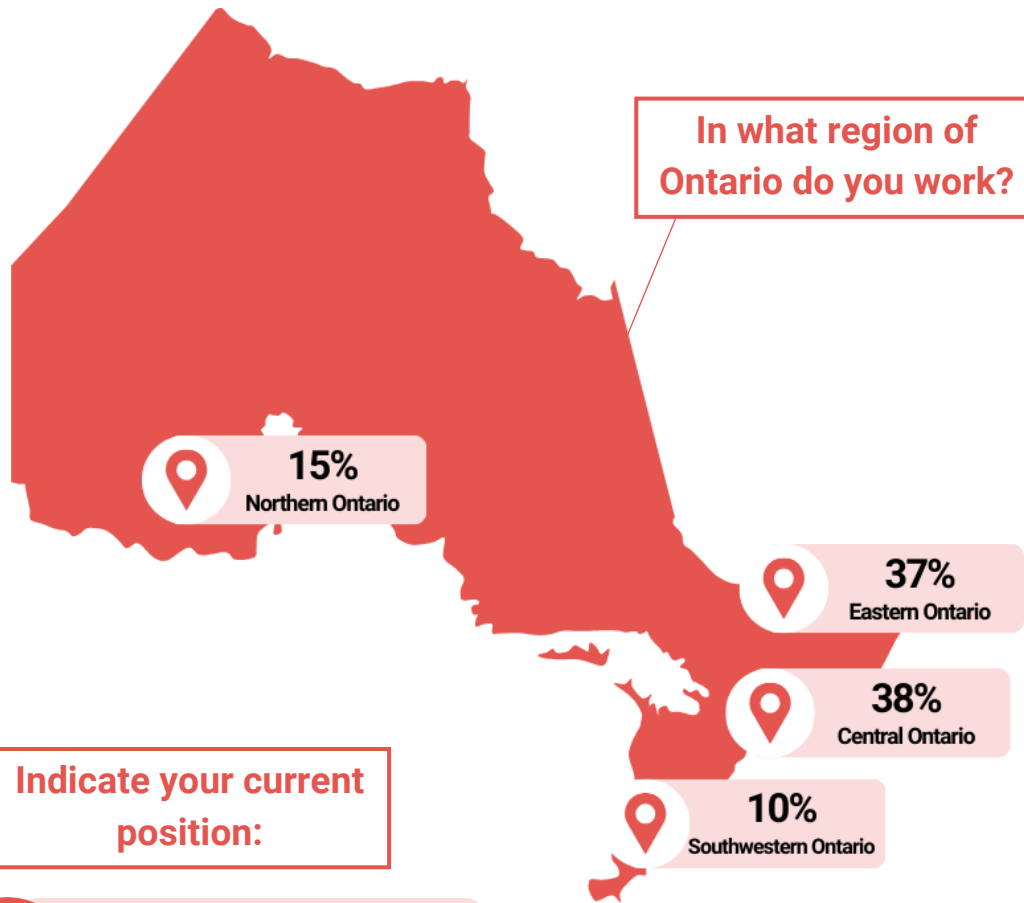 In what region of
Ontario do you work?
15%
Northern Ontario
37%
Eastern Ontario
38%
Central Ontario
10%
Southwestern Ontario
Indicate your current
position: